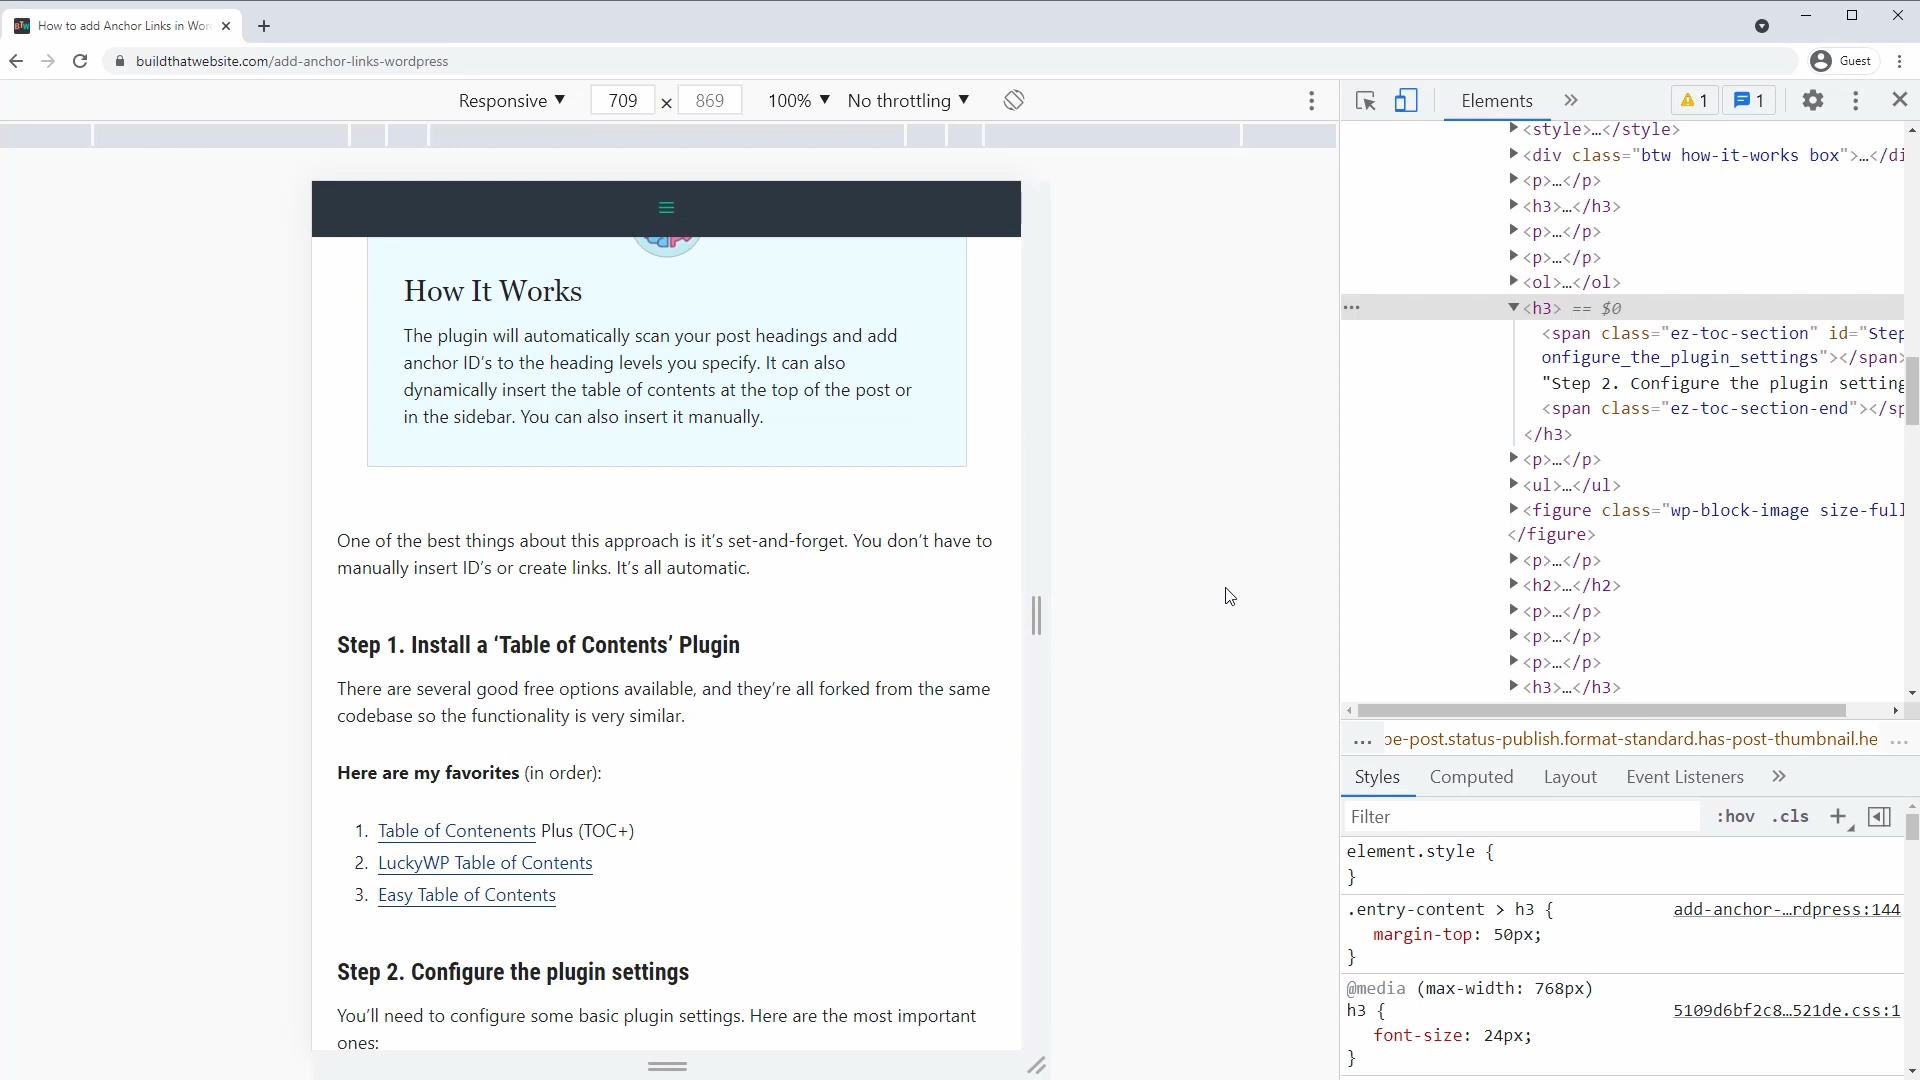 How to add Anchor Links in Wor
buildthatwebsite.com/add-anchor-links-wordpress
Guest
Responsive
709
×
869
100%
No throttling
Elements
1
1
How It Works
The plugin will automatically scan your post headings and add
anchor ID's to the heading levels you specify. It can also
dynamically insert the table of contents at the top of the post or
in the sidebar. You can also insert it manually.
One of the best things about this approach is it's set-and-forget. You don't have to
manually insert ID's or create links. It's all automatic.
Step 1. Install a ‘Table of Contents’ Plugin
There are several good free options available, and they're all forked from the same
codebase so the functionality is very similar.
Here are my favorites (in order):
1. Table of Contenents Plus (TOC+)
2. LuckyWP Table of Contents
3. Easy Table of Contents
Step 2. Configure the plugin settings
You'll need to configure some basic plugin settings. Here are the most important
ones:
<style>…</style>
<div class="btw how-it-works box">…</di
<p>…</p>
<h3>…</h3>
<p>…</p>
<p>…</p>
<ol>…</ol>
<h3> == $0
<span class="ez-toc-section" id="Step
onfigure_the_plugin_settings"></span>
"Step 2. Configure the plugin setting
<span class="ez-toc-section-end"></sp
</h3>
<p>…</p>
<ul>…</ul>
<figure class="wp-block-image size-full
</figure>
<p>…</p>
<h2>…</h2>
<p>…</p>
<p>…</p>
<p>…</p>
<h3>…</h3>
… pe-post.status-publish.format-standard.has-post-thumbnail.he …
Styles
Computed
Layout
Event Listeners
Filter
:hov
.cls
element.style {
}
.entry-content > h3 {
add-anchor-…rdpress:144
margin-top: 50px;
}
@media (max-width: 768px)
h3 {
5109d6bf2c8…521de.css:1
font-size: 24px;
}